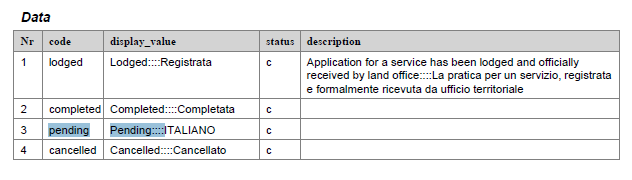 Data
Nr code display_value status description
1 lodged Lodged::::Registrata c Application for a service has been lodged and officially
received by land office::::La pratica per un servizio, registrata
e formalmente ricevuta da ufficio territoriale
2 completed Completed::::Completata c
3 pending Pending::::ITALIANO c
4 cancelled Cancelled::::Cancellato c